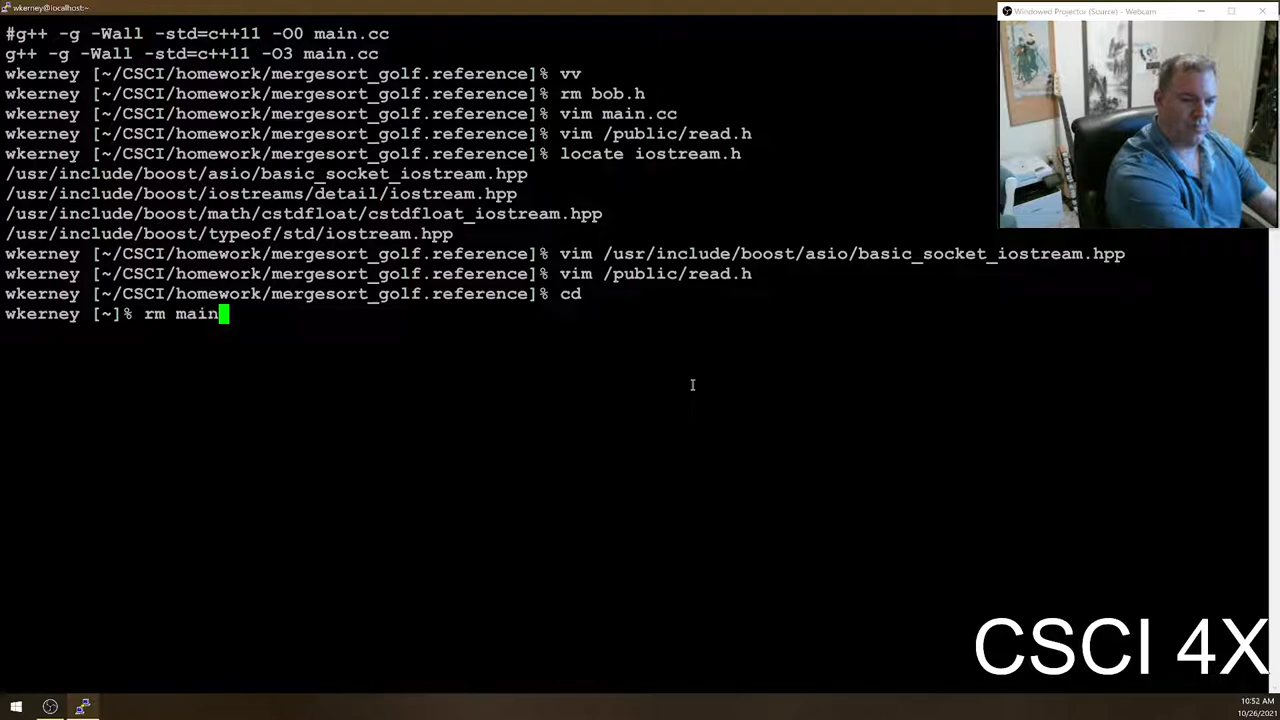 wkerney@localhost:~
Windowed Projector (Source) - Webcam
#g++ -g -Wall -std=c++11 -O0 main.cc
g++ -g -Wall -std=c++11 -O3 main.cc
wkerney [~/CSCI/homework/mergesort_golf.reference]% vv
wkerney [~/CSCI/homework/mergesort_golf.reference]% rm bob.h
wkerney [~/CSCI/homework/mergesort_golf.reference]% vim main.cc
wkerney [~/CSCI/homework/mergesort_golf.reference]% vim /public/read.h
wkerney [~/CSCI/homework/mergesort_golf.reference]% locate iostream.h
/usr/include/boost/asio/basic_socket_iostream.hpp
/usr/include/boost/iostreams/detail/iostream.hpp
/usr/include/boost/math/cstdfloat/cstdfloat_iostream.hpp
/usr/include/boost/typeof/std/iostream.hpp
wkerney [~/CSCI/homework/mergesort_golf.reference]% vim /usr/include/boost/asio/basic_socket_iostream.hpp
wkerney [~/CSCI/homework/mergesort_golf.reference]% vim /public/read.h
wkerney [~/CSCI/homework/mergesort_golf.reference]% cd
wkerney [~]% rm main
CSCI 4X
10:52 AM
10/26/2021